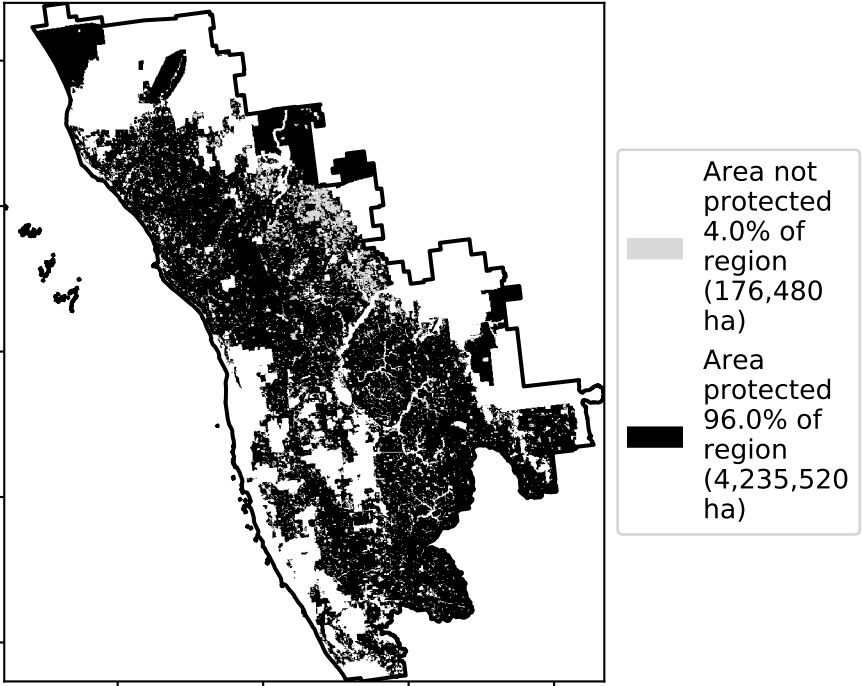 Area not
protected
4.0% of
region
(176,480
ha)
Area
protected
96.0% of
region
(4,235,520
ha)